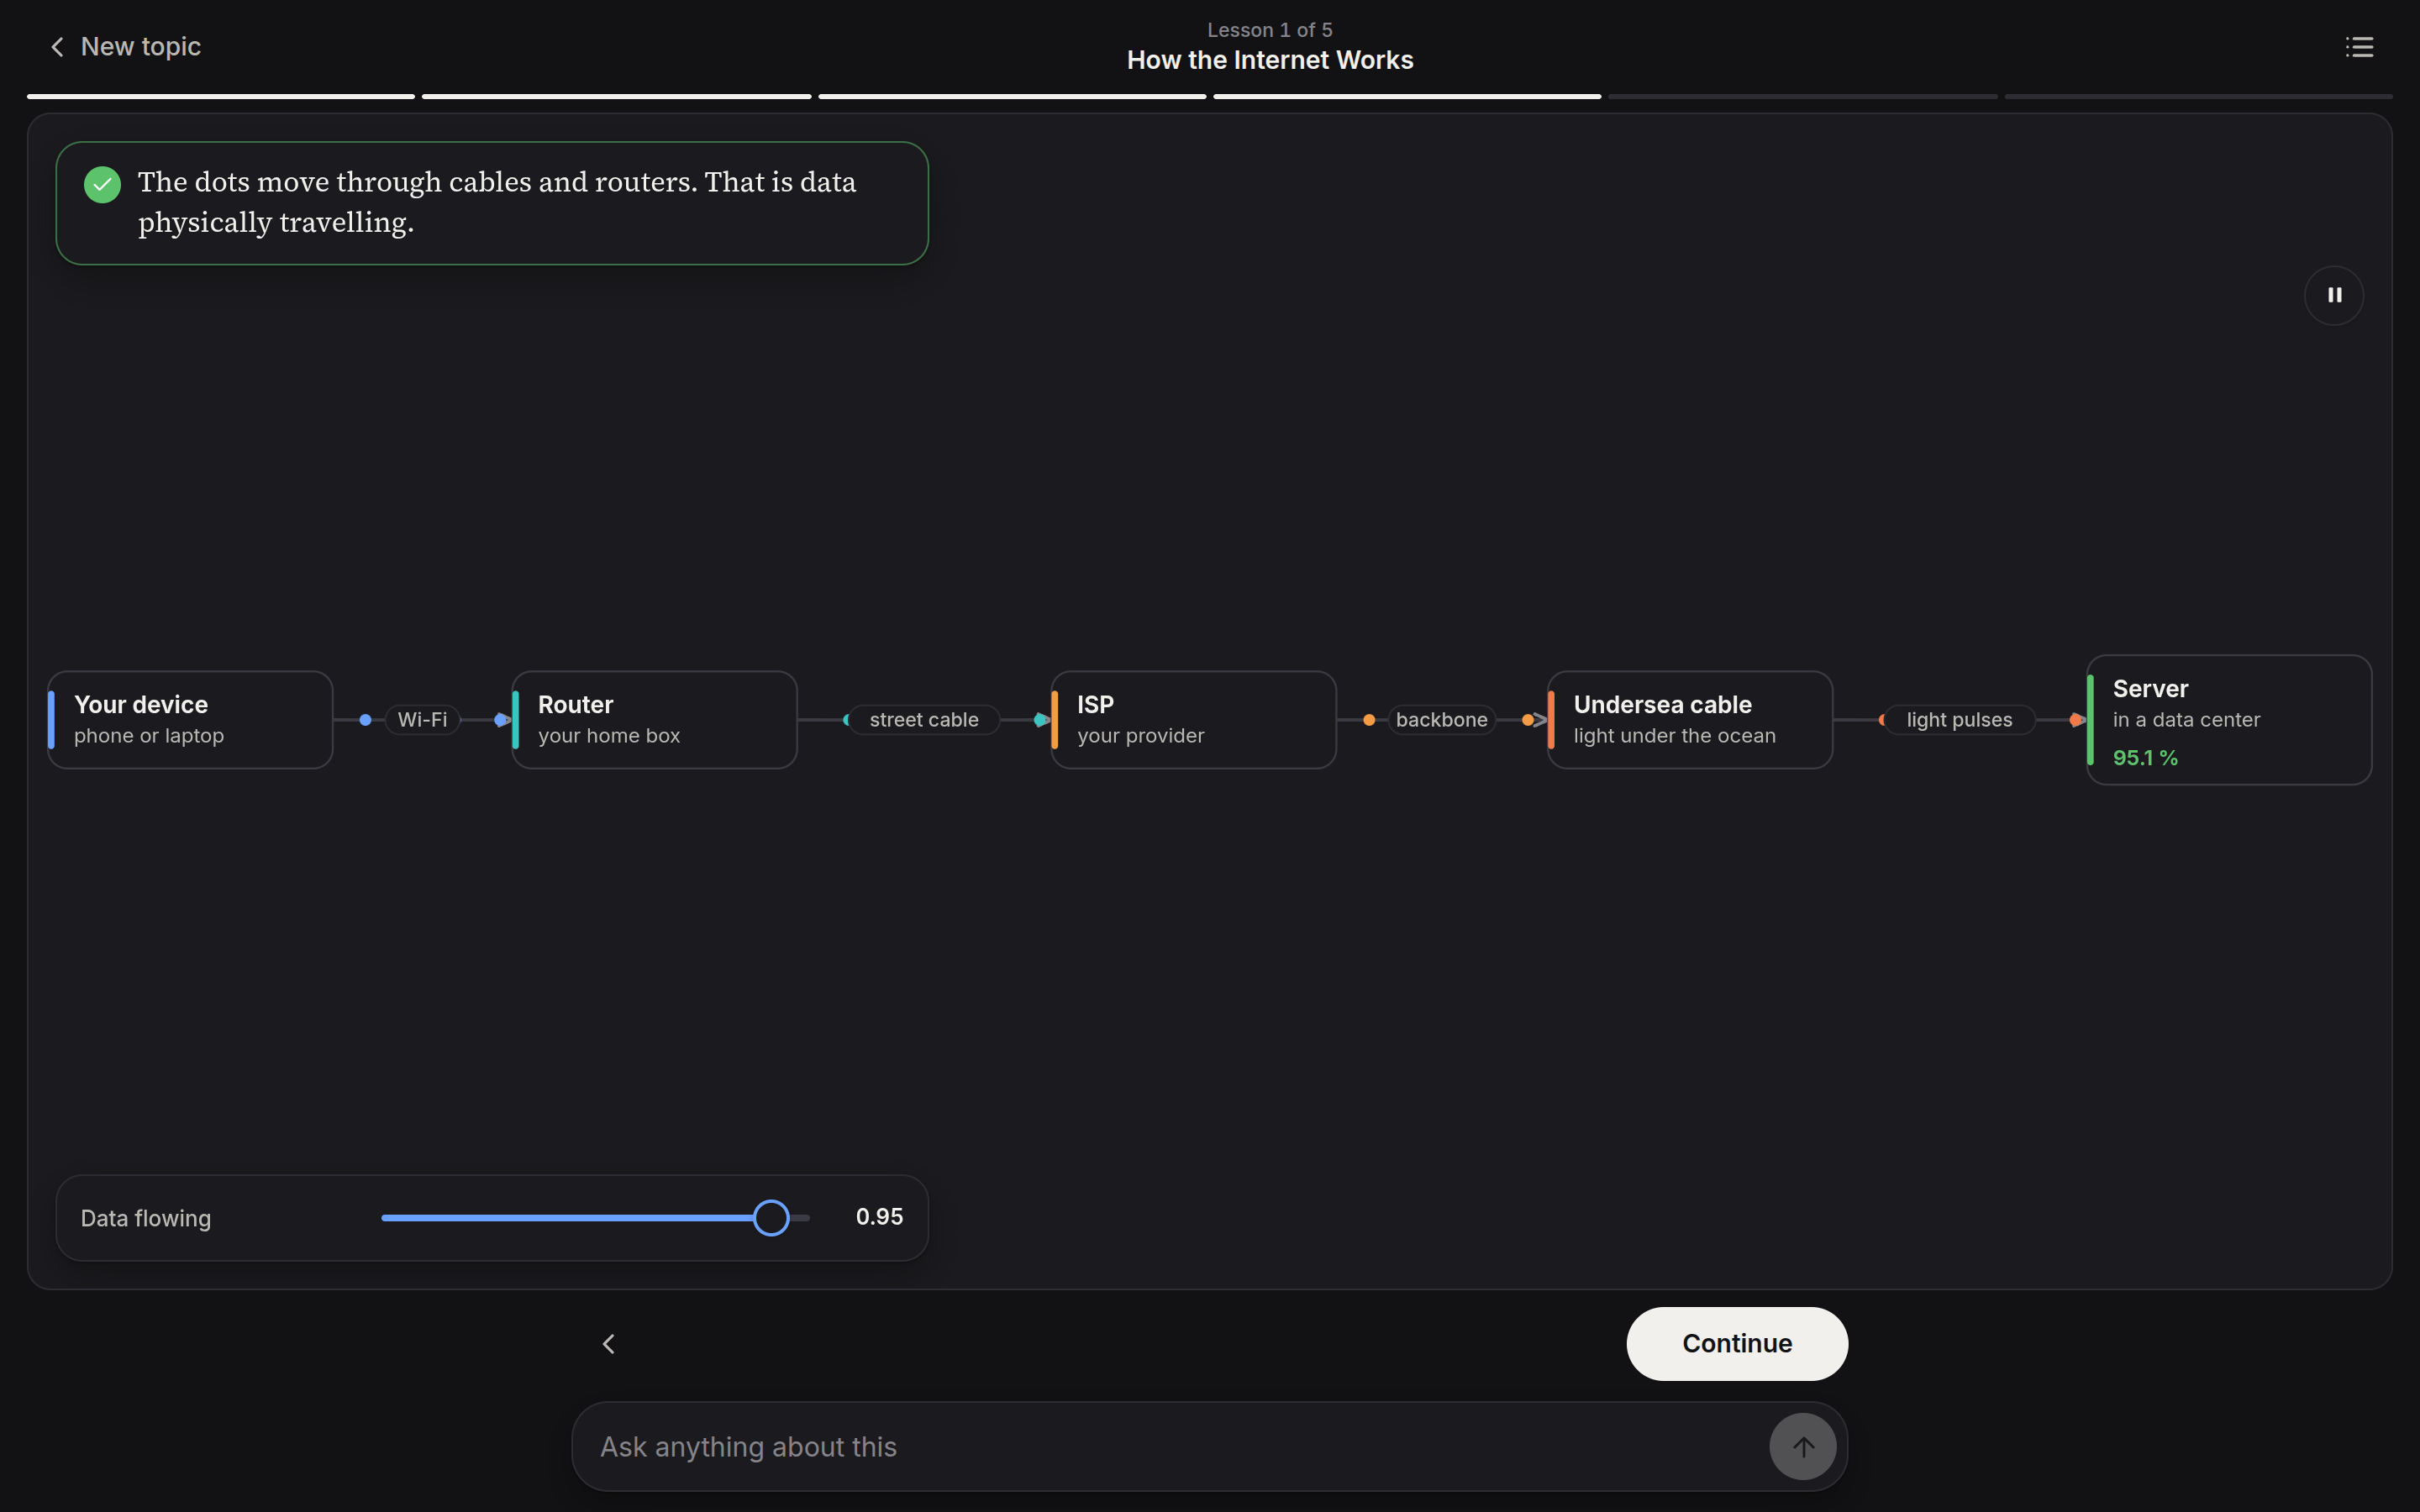 New topic
Lesson 1 of 5
How the Internet Works
The dots move through cables and routers. That is data
physically travelling.
Your device
phone or laptop
Wi-Fi
Router
your home box
street cable
ISP
your provider
backbone
Undersea cable
light under the ocean
light pulses
Server
in a data center
95.1 %
Data flowing
0.95
Continue
Ask anything about this